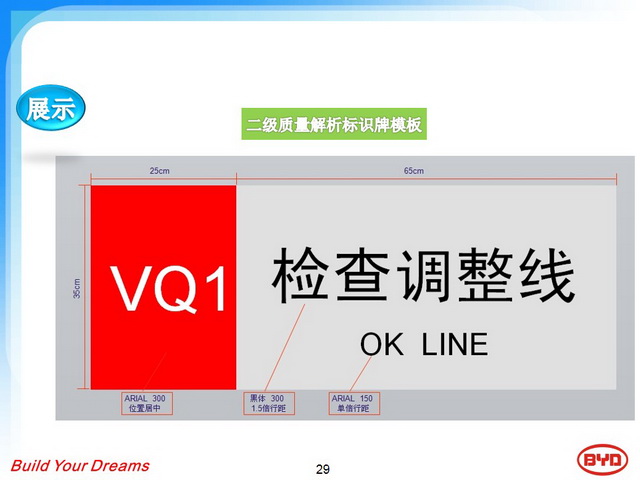 展示
二级质量解析标识牌模板
25cm
65cm
35cm
VQ1
检查调整线
OK LINE
ARIAL 300
位置居中
黑体 300
1.5倍行距
ARIAL 150
单倍行距
Build Your Dreams
29
BYD